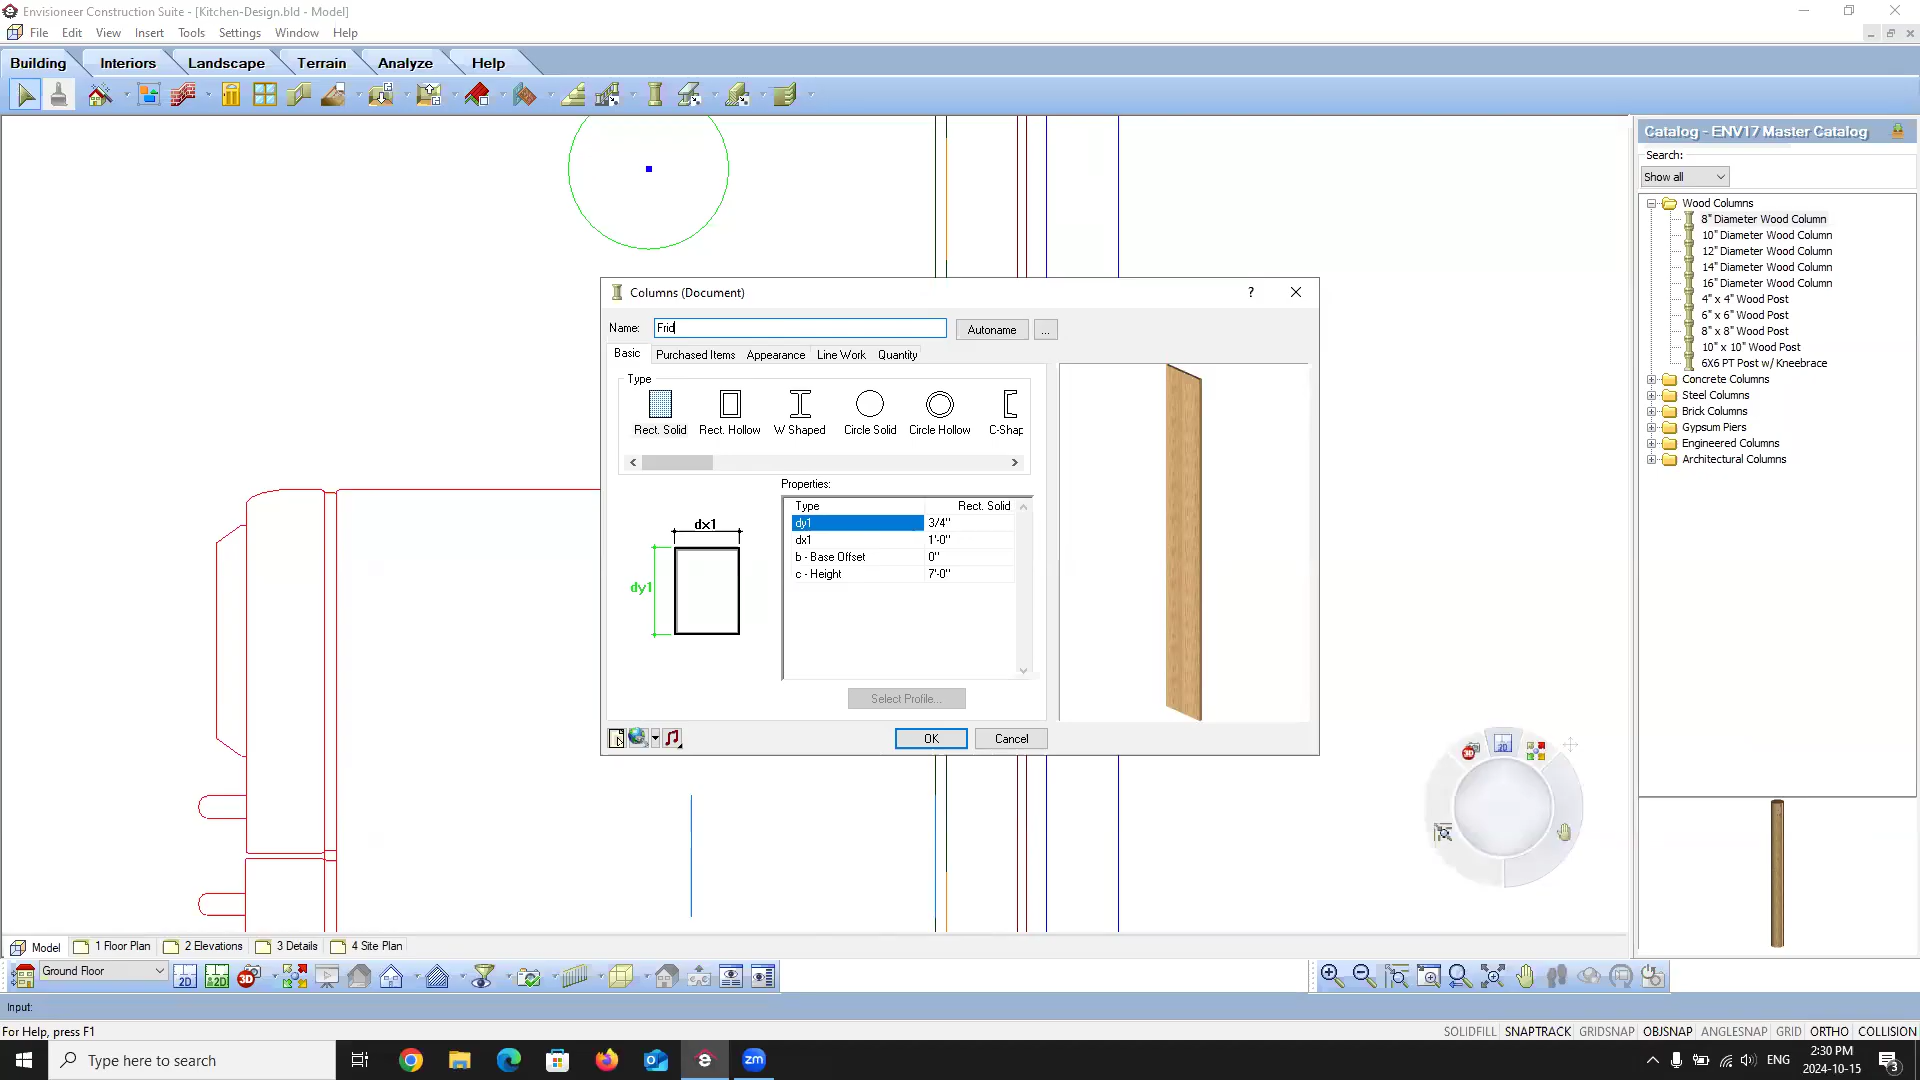 Envisioneer Construction Suite - [Kitchen-Design.bld - Model]
File Edit View Insert Tools Settings Window Help
Building Interiors Landscape Terrain Analyze Help
Catalog - ENV17 Master Catalog
Search:
Show all
Wood Columns
8" Diameter Wood Column
10" Diameter Wood Column
12" Diameter Wood Column
14" Diameter Wood Column
16" Diameter Wood Column
4" x 4" Wood Post
6" x 6" Wood Post
8" x 8" Wood Post
10" x 10" Wood Post
6X6 PT Post w/ Kneebrace
Concrete Columns
Steel Columns
Brick Columns
Gypsum Piers
Engineered Columns
Architectural Columns
Columns (Document)
?
Name: Frid Autoname ...
Basic Purchased Items Appearance Line Work Quantity
Type
Rect. Solid Rect. Hollow W Shaped Circle Solid Circle Hollow C-Shap
Properties:
Type Rect. Solid
dy1 3/4"
dx1 1'-0"
b - Base Offset 0"
c - Height 7'-0"
dx1
dy1
Select Profile...
OK Cancel
3D 2D
Model 1 Floor Plan 2 Elevations 3 Details 4 Site Plan
Ground Floor 2D 2D 3D
Input:
For Help, press F1
SOLIDFILL SNAPTRACK GRIDSNAP OBJSNAP ANGLESNAP GRID ORTHO COLLISION
Type here to search
zm
ENG
2:30 PM
2024-10-15
3